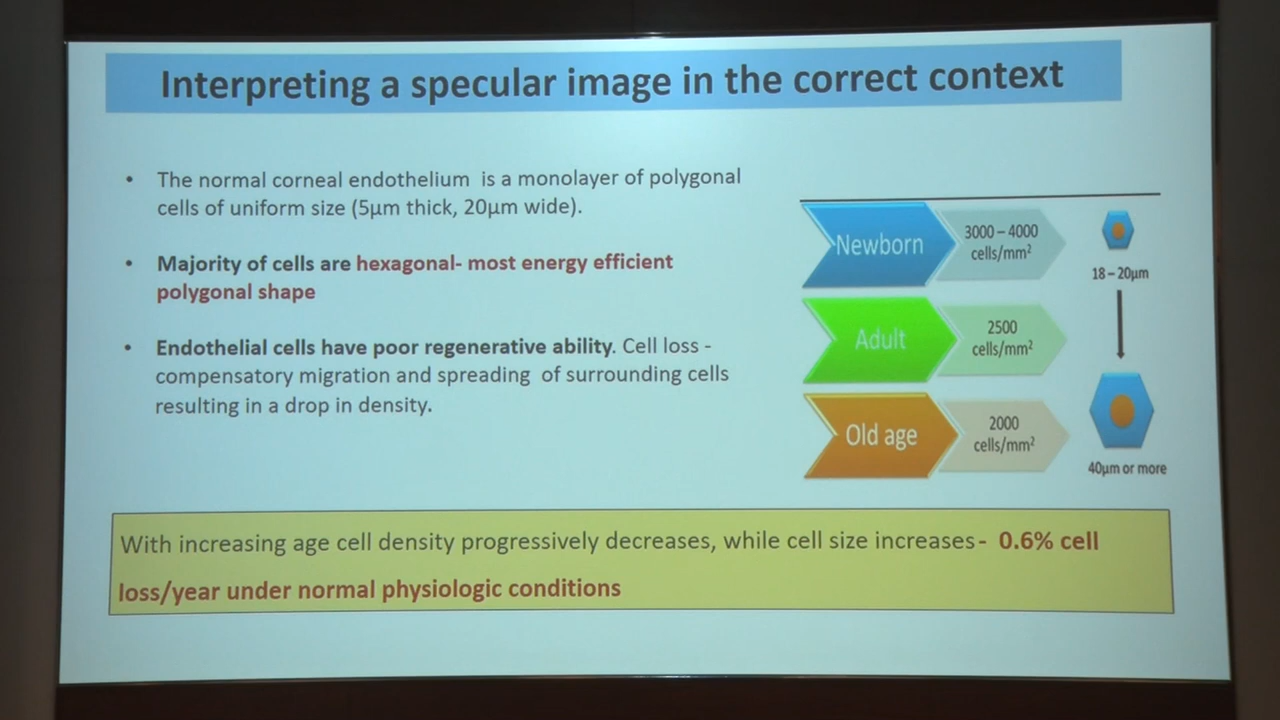 Interpreting a specular image in the correct context
• The normal corneal endothelium is a monolayer of polygonal
cells of uniform size (5µm thick, 20µm wide).
• Majority of cells are hexagonal- most energy efficient
polygonal shape
• Endothelial cells have poor regenerative ability. Cell loss -
compensatory migration and spreading of surrounding cells
resulting in a drop in density.
Newborn
3000 – 4000
cells/mm²
18 – 20µm
Adult
2500
cells/mm²
Old age
2000
cells/mm²
40µm or more
With increasing age cell density progressively decreases, while cell size increases - 0.6% cell
loss/year under normal physiologic conditions